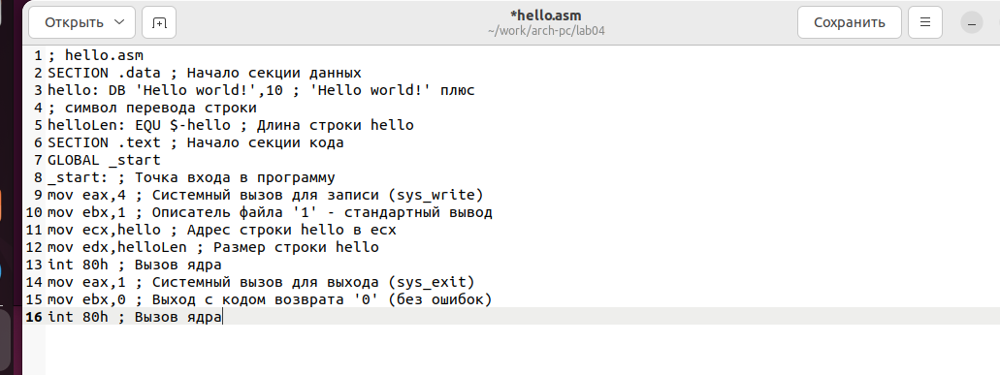 Открыть
*hello.asm
~/work/arch-pc/lab04
Сохранить
1 ; hello.asm
2 SECTION .data ; Начало секции данных
3 hello: DB 'Hello world!',10 ; 'Hello world!' плюс
4 ; символ перевода строки
5 helloLen: EQU $-hello ; Длина строки hello
6 SECTION .text ; Начало секции кода
7 GLOBAL _start
8 _start: ; Точка входа в программу
9 mov eax,4 ; Системный вызов для записи (sys_write)
10 mov ebx,1 ; Описатель файла '1' - стандартный вывод
11 mov ecx,hello ; Адрес строки hello в ecx
12 mov edx,helloLen ; Размер строки hello
13 int 80h ; Вызов ядра
14 mov eax,1 ; Системный вызов для выхода (sys_exit)
15 mov ebx,0 ; Выход с кодом возврата '0' (без ошибок)
16 int 80h ; Вызов ядра